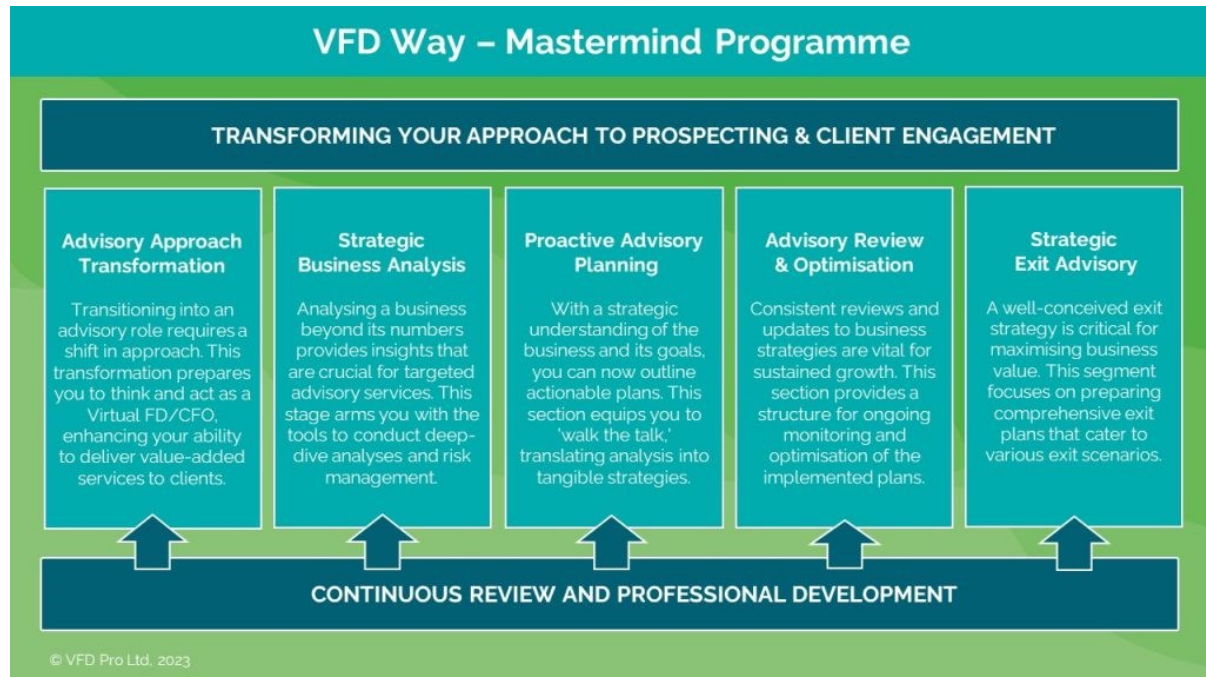 VFD Way – Mastermind Programme
TRANSFORMING YOUR APPROACH TO PROSPECTING & CLIENT ENGAGEMENT
Advisory Approach
Transformation
Transitioning into an
advisory role requires a
shift in approach. This
transformation prepares
you to think and act as a
Virtual FD/CFO,
enhancing your ability
to deliver value-added
services to clients.
Strategic
Business Analysis
Analysing a business
beyond its numbers
provides insights that
are crucial for targeted
advisory services. This
stage arms you with the
tools to conduct deep-
dive analyses and risk
management.
Proactive Advisory
Planning
With a strategic
understanding of the
business and its goals,
you can now outline
actionable plans. This
section equips you to
'walk the talk,'
translating analysis into
tangible strategies.
Advisory Review
& Optimisation
Consistent reviews and
updates to business
strategies are vital for
sustained growth. This
section provides a
structure for ongoing
monitoring and
optimisation of the
implemented plans.
Strategic
Exit Advisory
A well-conceived exit
strategy is critical for
maximising business
value. This segment
focuses on preparing
comprehensive exit
plans that cater to
various exit scenarios.
CONTINUOUS REVIEW AND PROFESSIONAL DEVELOPMENT
© VFD Pro Ltd, 2023